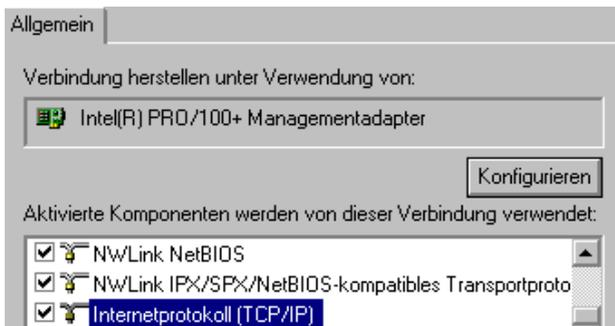 Allgemein
Verbindung herstellen unter Verwendung von:
Intel(R) PRO/100+ Managementadapter
Konfigurieren
Aktivierte Komponenten werden von dieser Verbindung verwendet:
NWLink NetBIOS
NWLink IPX/SPX/NetBIOS-kompatibles Transportproto
Internetprotokoll (TCP/IP)